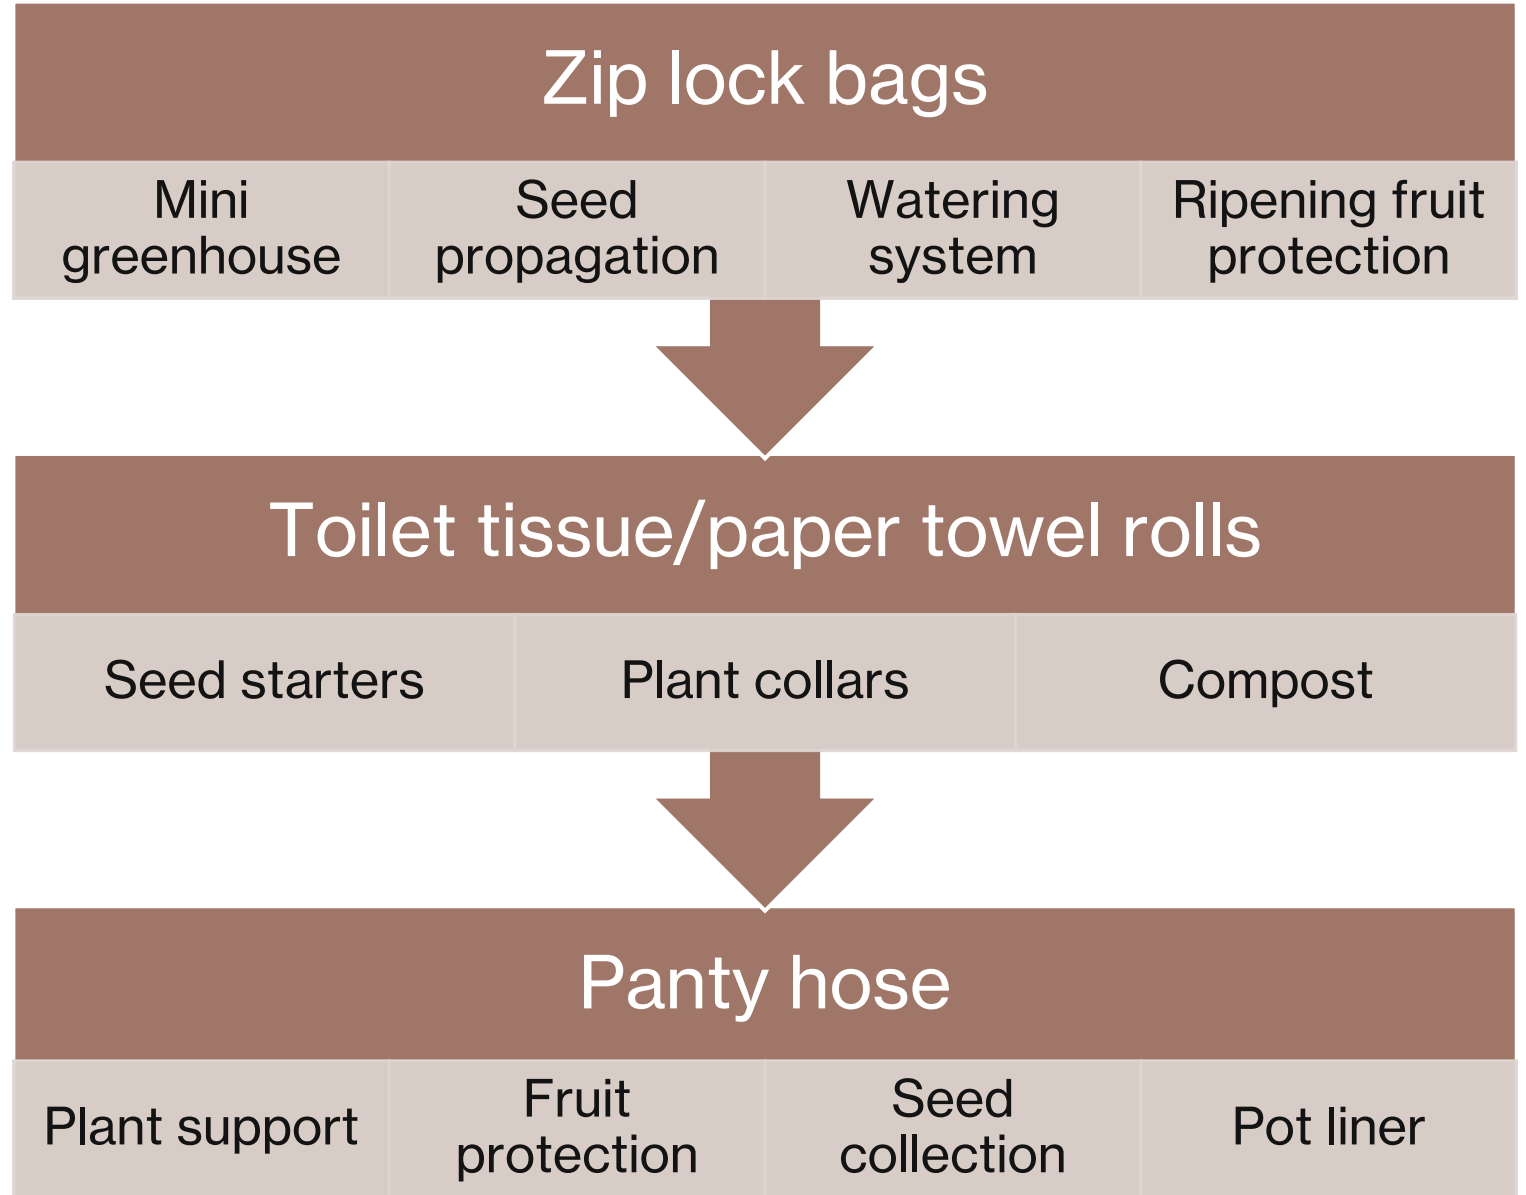 Zip lock bags
Mini
greenhouse
Seed
propagation
Watering
system
Ripening fruit
protection
Toilet tissue/paper towel rolls
Seed starters
Plant collars
Compost
Panty hose
Plant support
Fruit
protection
Seed
collection
Pot liner